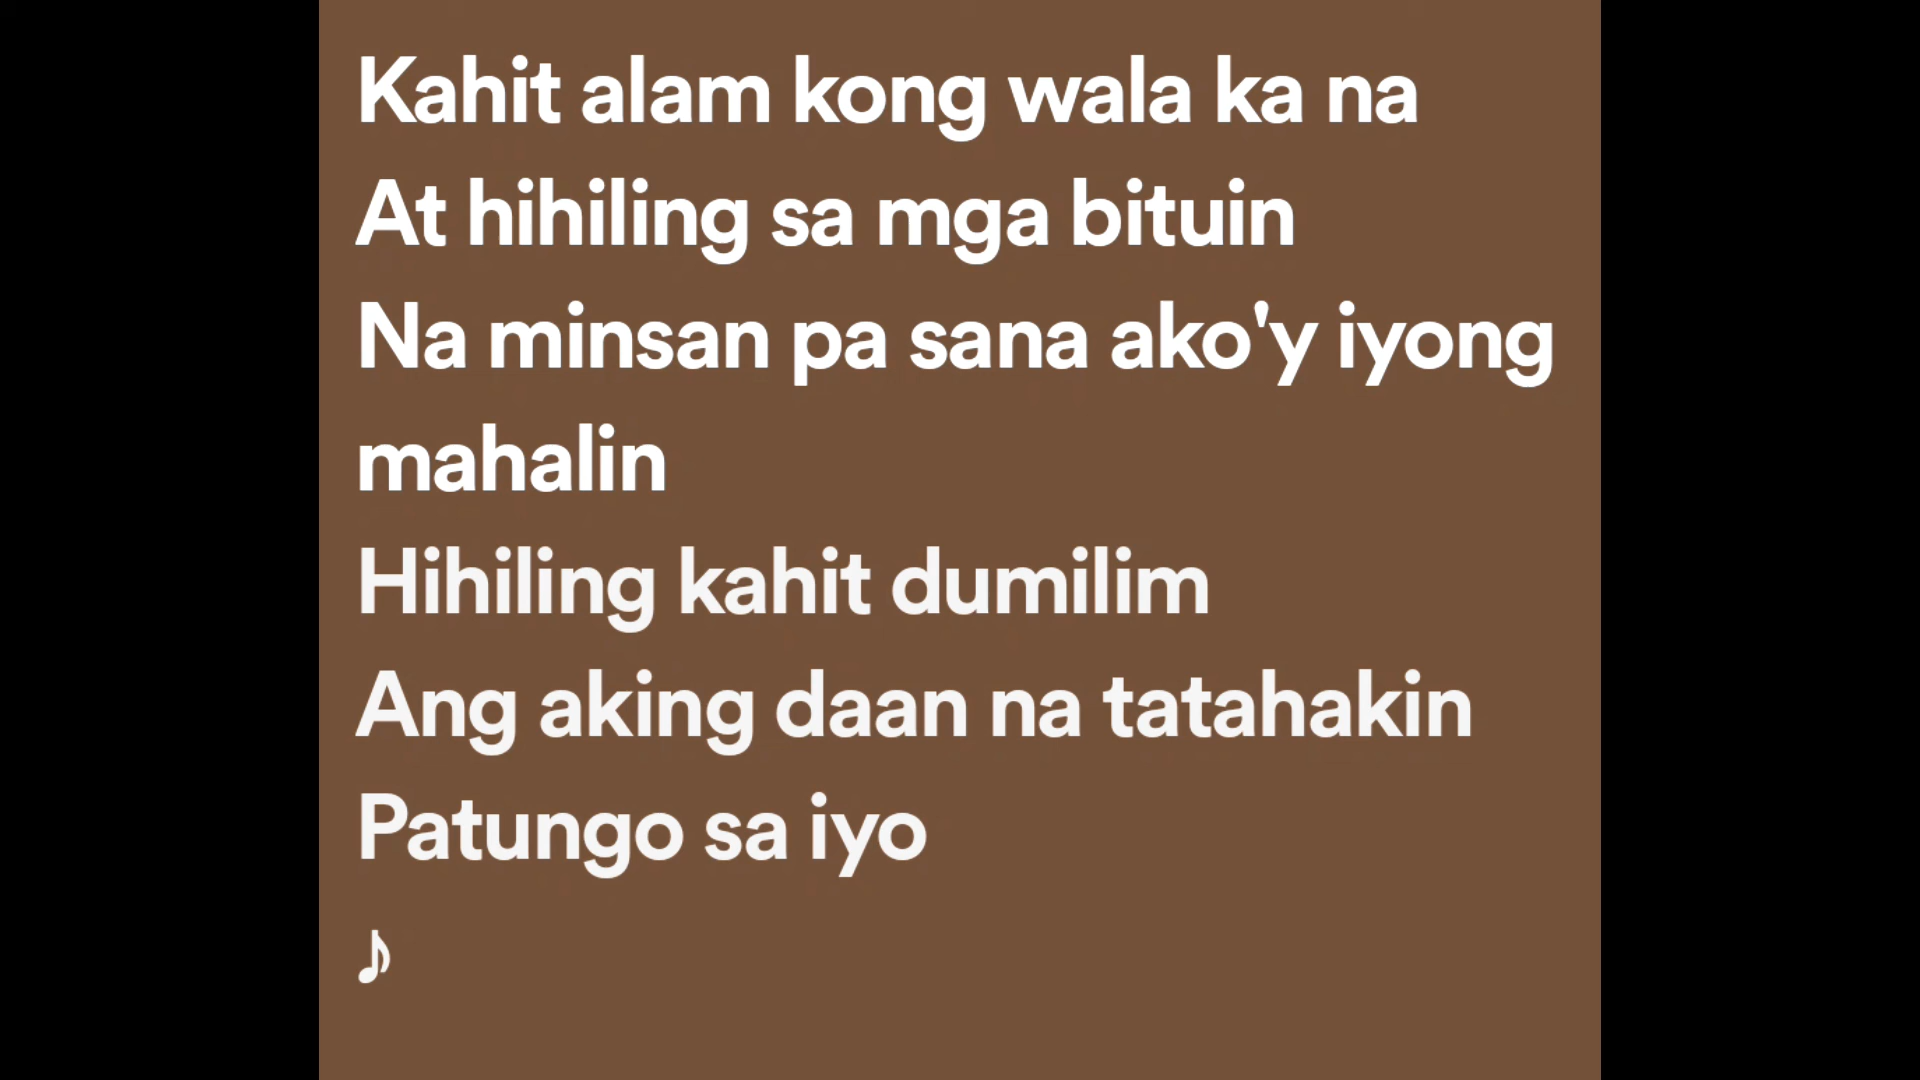 Kahit alam kong wala ka na
At hihiling sa mga bituin
Na minsan pa sana ako'y iyong
mahalin
Hihiling kahit dumilim
Ang aking daan na tatahakin
Patungo sa iyo
♪